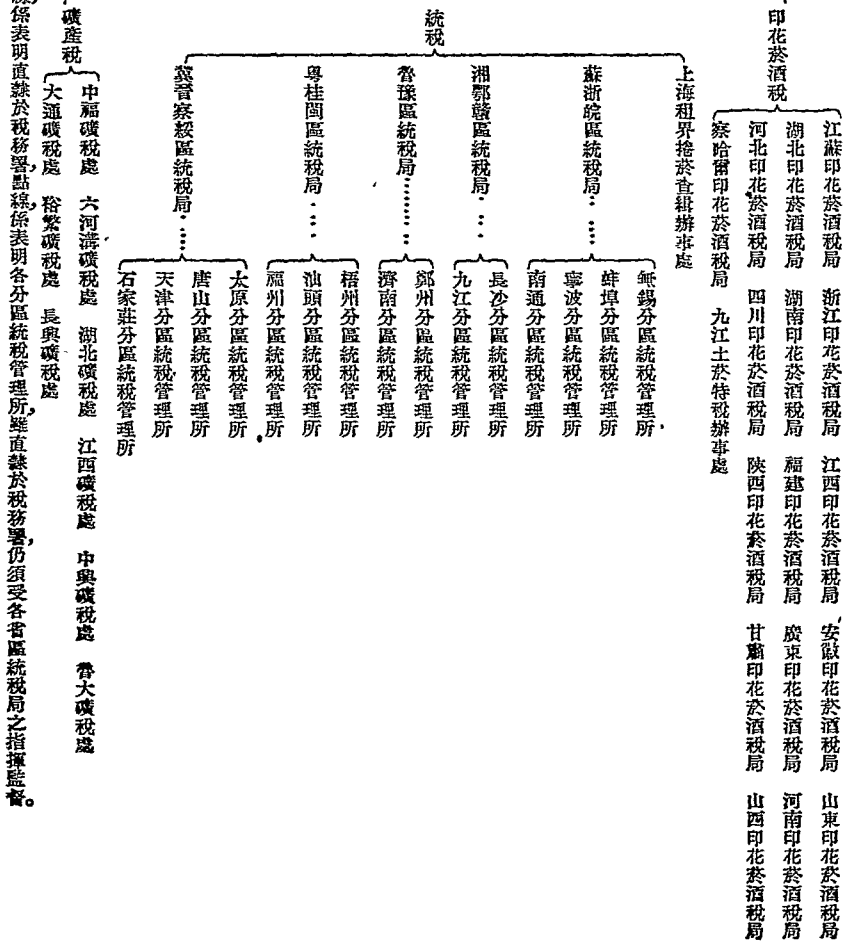 印花菸酒稅
江蘇印花菸酒稅局　浙江印花菸酒稅局　江西印花菸酒稅局　安徽印花菸酒稅局　山東印花菸酒稅局
湖北印花菸酒稅局　湖南印花菸酒稅局　福建印花菸酒稅局　廣東印花菸酒稅局　河南印花菸酒稅局
河北印花菸酒稅局　四川印花菸酒稅局　陝西印花菸酒稅局　甘肅印花菸酒稅局　山西印花菸酒稅局
察哈爾印花菸酒稅局　九江土菸特稅辦事處
統稅
上海租界捲菸查緝辦事處
蘇浙皖區統稅局……
無錫分區統稅管理所
蚌埠分區統稅管理所
寧波分區統稅管理所
南通分區統稅管理所
湘鄂贛區統稅局……
長沙分區統稅管理所
九江分區統稅管理所
魯豫區統稅局………
鄭州分區統稅管理所
濟南分區統稅管理所
粤桂閩區統稅局……
梧州分區統稅管理所
汕頭分區統稅管理所
福州分區統稅管理所
冀晉察綏區統稅局……
太原分區統稅管理所
唐山分區統稅管理所
天津分區統稅管理所
石家莊分區統稅管理所
礦產稅
中福礦稅處　六河溝礦稅處　湖北礦稅處　江西礦稅處　中興礦稅處　魯大礦稅處
大通礦稅處　裕繁礦稅處　長興礦稅處
線係表明直隸於稅務署，點線係表明各分區統稅管理所，雖直隸於稅務署，仍須受各省區統稅局之指揮監督。